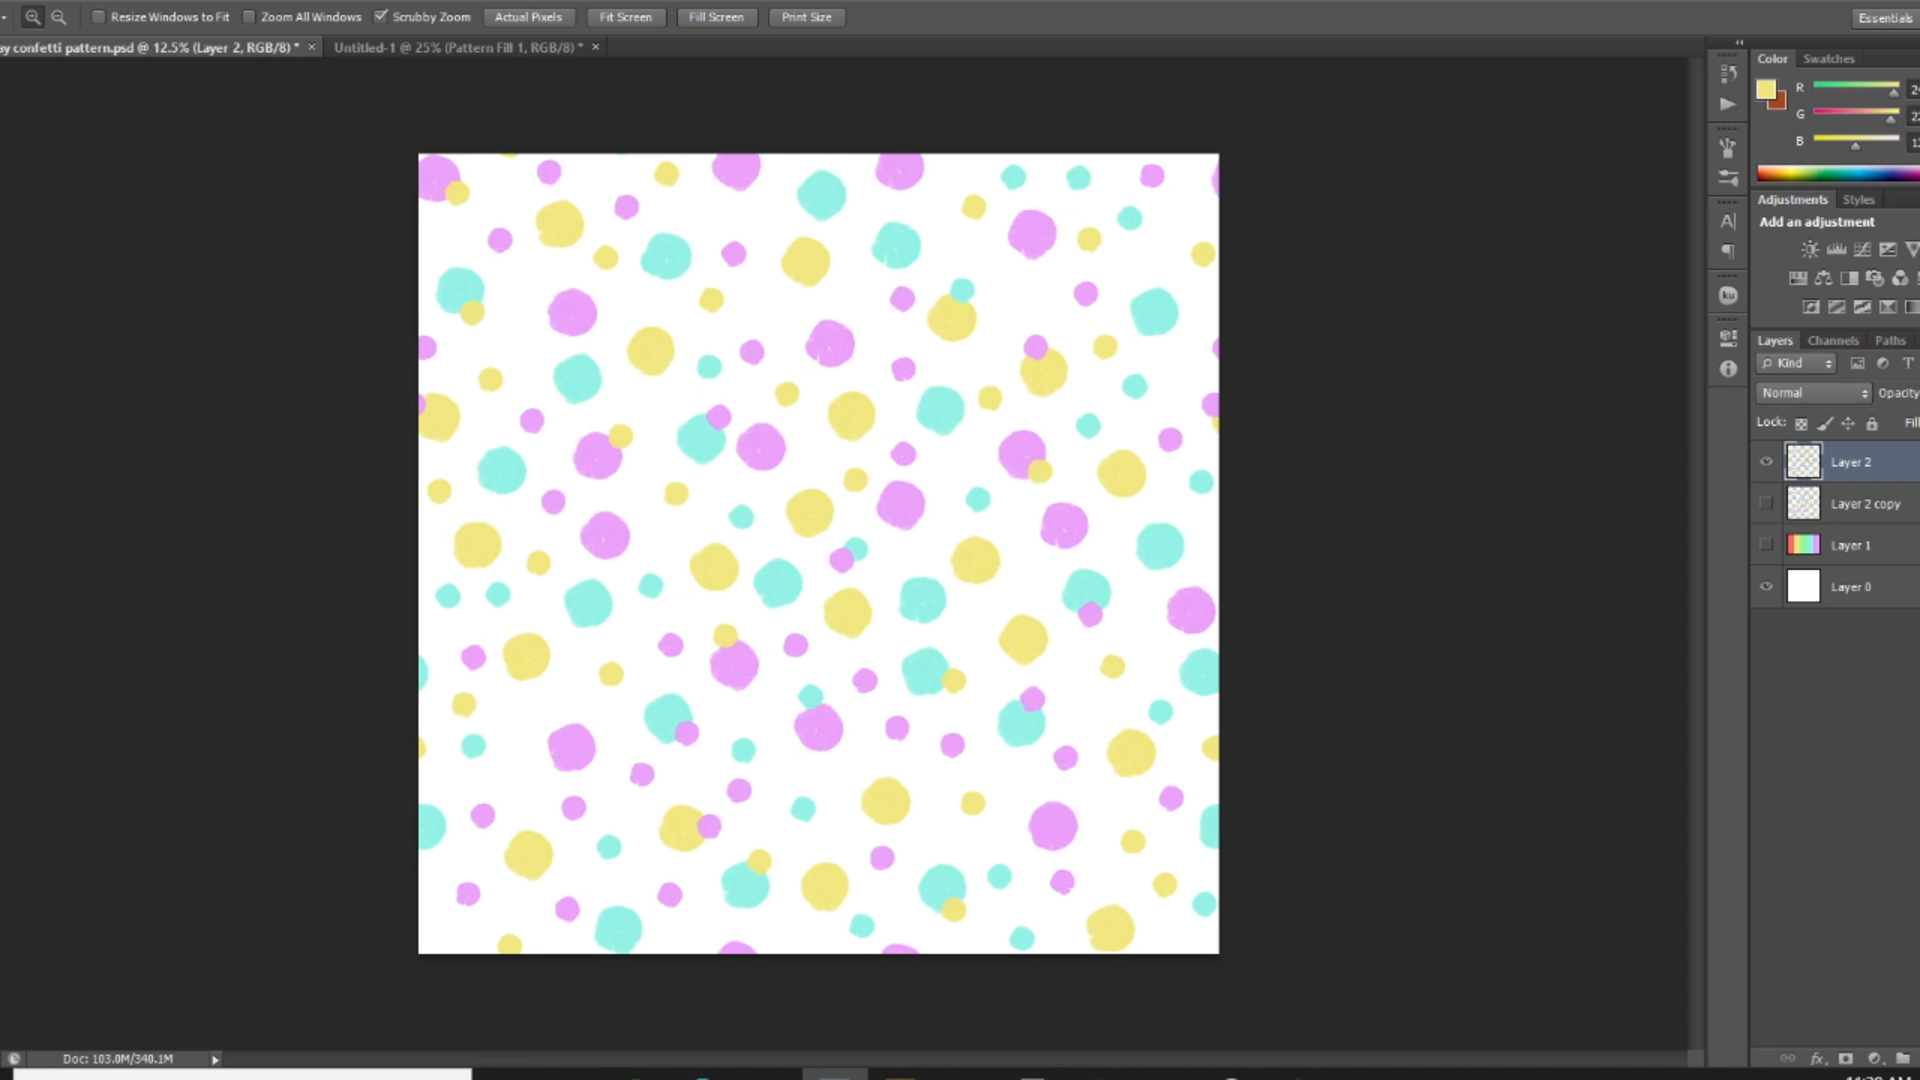 Resize Windows to Fit Zoom All Windows Scrubby Zoom Actual Pixels Fit Screen Fill Screen Print Size Essentials
confetti pattern.psd @ 12.5% (Layer 2, RGB/8) * × Untitled-1 @ 25% (Pattern Fill 1, RGB/8) * ×
Color Swatches
R
G
B
Adjustments Styles
Add an adjustment
Layers Channels Paths
Kind
Normal Opacity
Lock:
Layer 2
Layer 2 copy
Layer 1
Layer 0
fx
Doc: 103.0M/340.1M